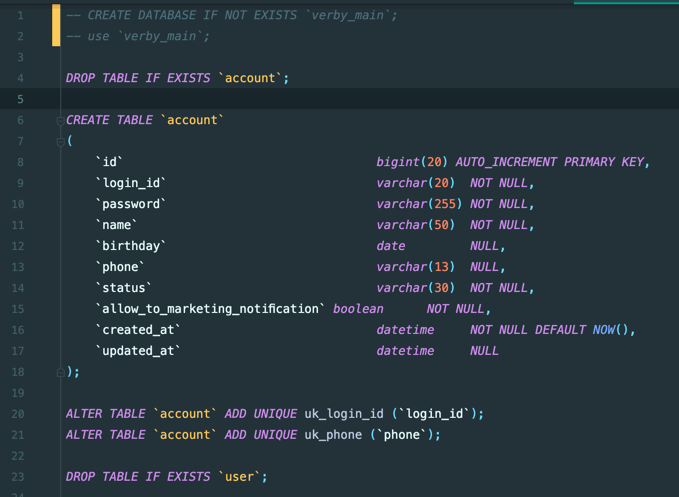 1 -- CREATE DATABASE IF NOT EXISTS `verby_main`;
2 -- use `verby_main`;
3
4 DROP TABLE IF EXISTS `account`;
5
6 CREATE TABLE `account`
7 (
8 `id` bigint(20) AUTO_INCREMENT PRIMARY KEY,
9 `login_id` varchar(20) NOT NULL,
10 `password` varchar(255) NOT NULL,
11 `name` varchar(50) NOT NULL,
12 `birthday` date NULL,
13 `phone` varchar(13) NULL,
14 `status` varchar(30) NOT NULL,
15 `allow_to_marketing_notification` boolean NOT NULL,
16 `created_at` datetime NOT NULL DEFAULT NOW(),
17 `updated_at` datetime NULL
18 );
19
20 ALTER TABLE `account` ADD UNIQUE uk_login_id (`login_id`);
21 ALTER TABLE `account` ADD UNIQUE uk_phone (`phone`);
22
23 DROP TABLE IF EXISTS `user`;